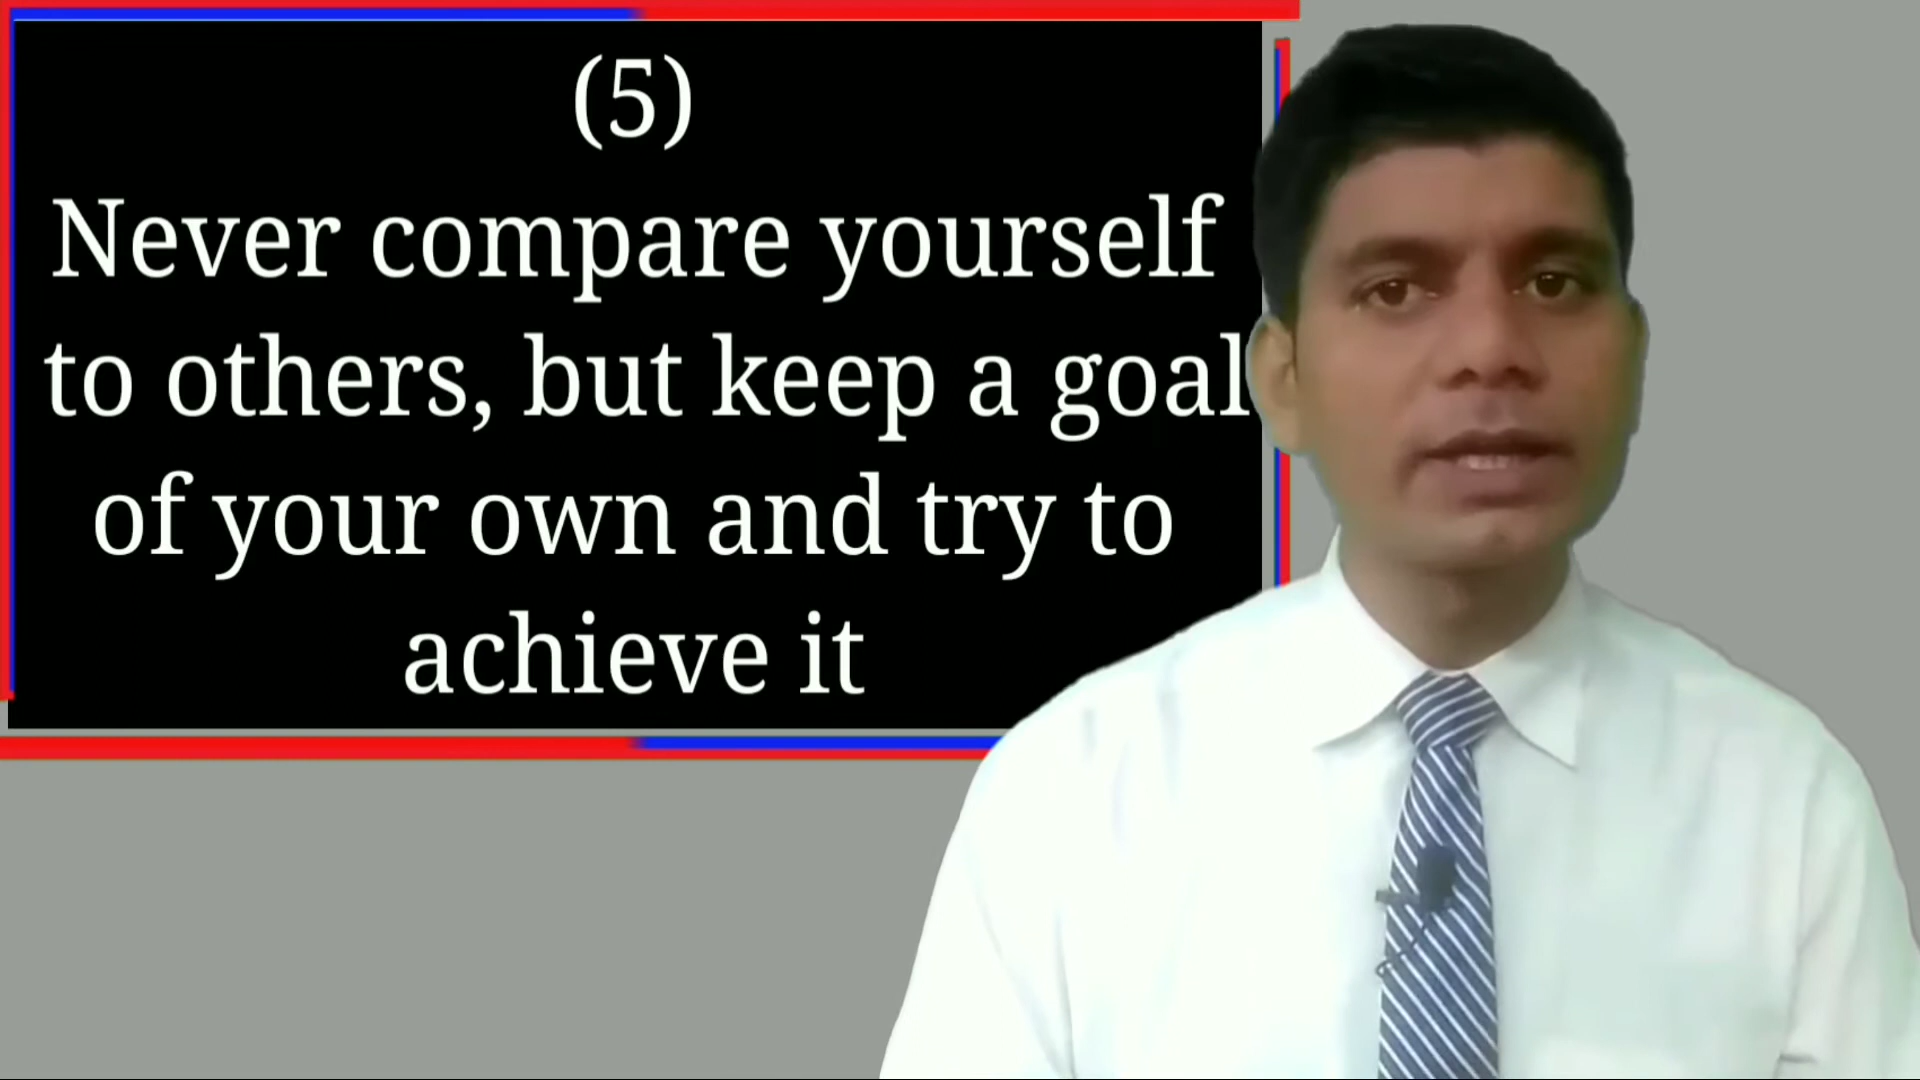 (5)
Never compare yourself
to others, but keep a goal
of your own and try to
achieve it